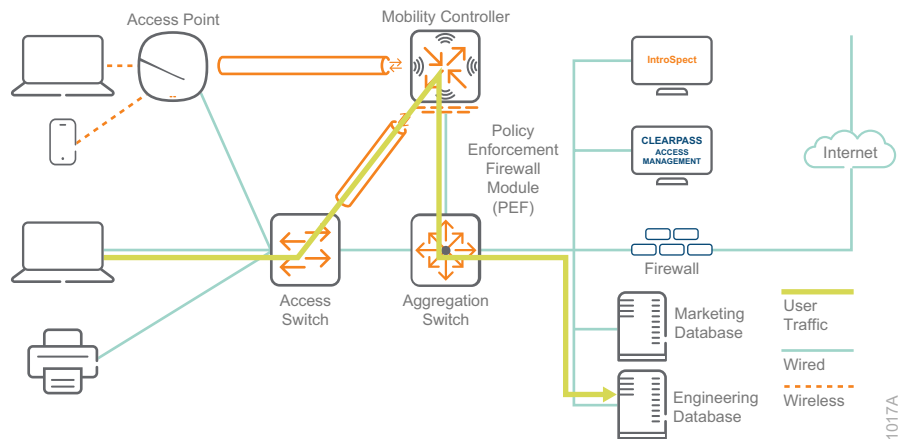 Access Point
Mobility Controller
IntroSpect
CLEARPASS
ACCESS
MANAGEMENT
Internet
Policy
Enforcement
Firewall
Module
(PEF)
Firewall
Access
Switch
Aggregation
Switch
Marketing
Database
Engineering
Database
User
Traffic
Wired
Wireless
1017A